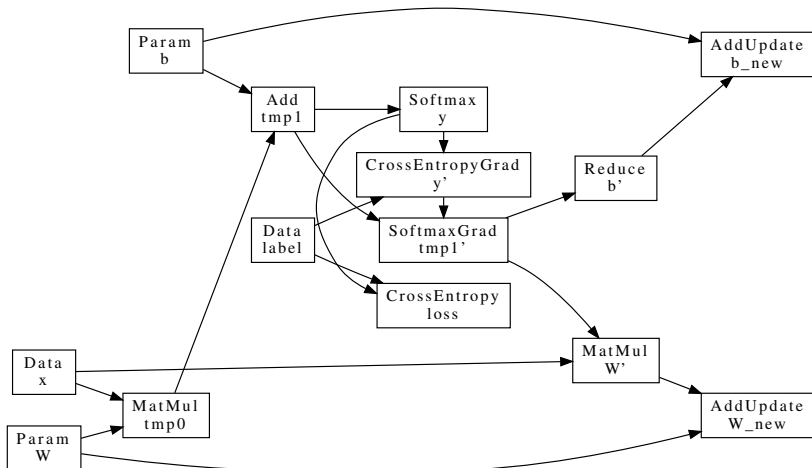 Param
b
AddUpdate
b_new
Add
tmp1
Softmax
y
CrossEntropyGrad
y'
Reduce
b'
Data
label
SoftmaxGrad
tmp1'
CrossEntropy
loss
MatMul
W'
Data
x
MatMul
tmp0
AddUpdate
W_new
Param
W